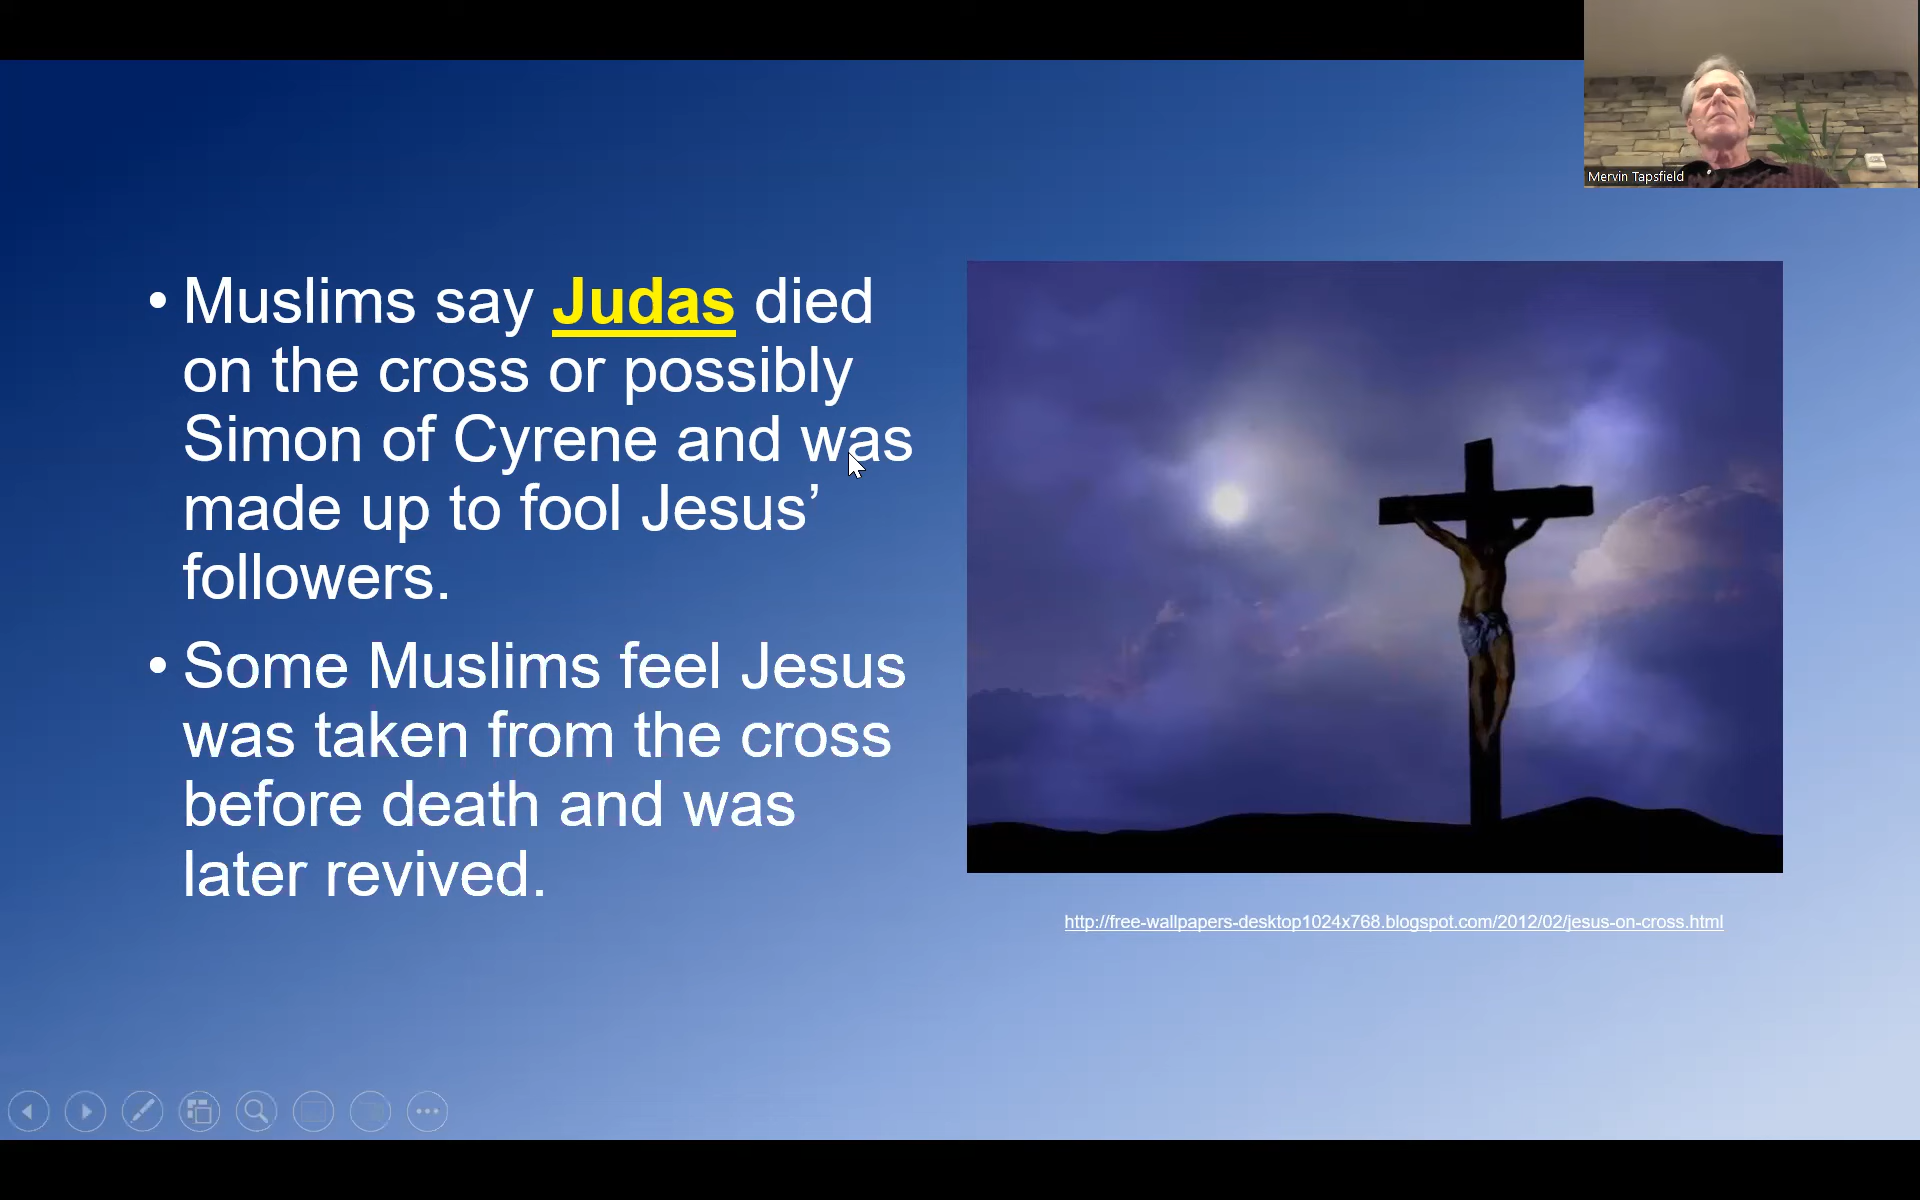 Mervin Tapsfield
• Muslims say Judas died
on the cross or possibly
Simon of Cyrene and was
made up to fool Jesus’
followers.
• Some Muslims feel Jesus
was taken from the cross
before death and was
later revived.
http://free-wallpapers-desktop1024x768.blogspot.com/2012/02/jesus-on-cross.html